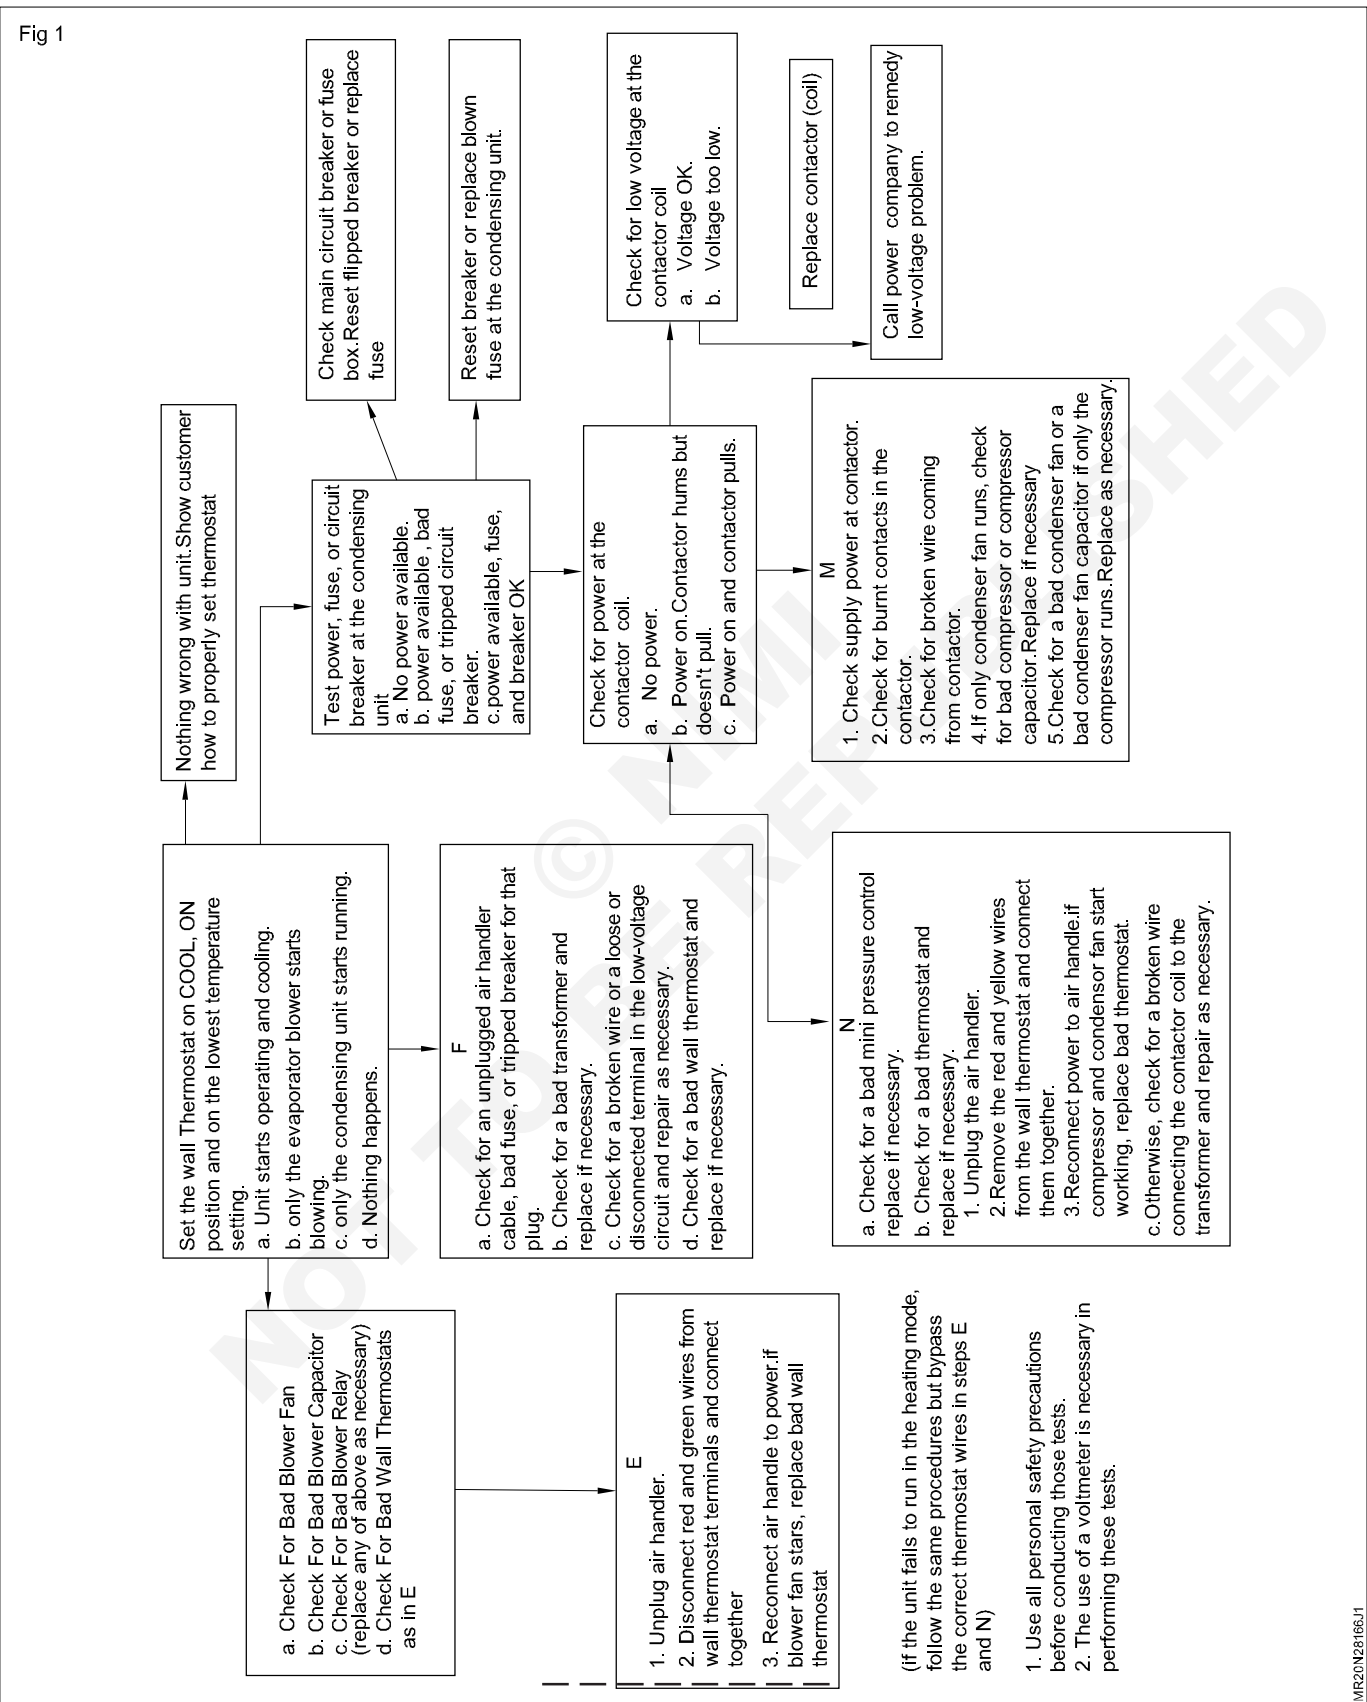 Fig 1
Nothing wrong with unit.Show customer
how to properly set thermostat
Set the wall Thermostat on COOL, ON
position and on the lowest temperature
setting.
a. Unit starts operating and cooling.
b. only the evaporator blower starts
blowing.
c. only the condensing unit starts running.
d. Nothing happens.
a. Check For Bad Blower Fan
b. Check For Bad Blower Capacitor
c. Check For Bad Blower Relay
(replace any of above as necessary)
d. Check For Bad Wall Thermostats
as in E
Check main circuit breaker or fuse
box.Reset flipped breaker or replace
fuse
Test power, fuse, or circuit
breaker at the condensing
unit
a. No power available.
b. power available , bad
fuse, or tripped circuit
breaker.
c.power available, fuse,
and breaker OK
Reset breaker or replace blown
fuse at the condensing unit.
F
a. Check for an unplugged air handler
cable, bad fuse, or tripped breaker for that
plug.
b. Check for a bad transformer and
replace if necessary.
c. Check for a broken wire or a loose or
disconnected terminal in the low-voltage
circuit and repair as necessary.
d. Check for a bad wall thermostat and
replace if necessary.
Check for power at the
contactor coil.
a. No power.
b. Power on.Contactor hums but
doesn't pull.
c. Power on and contactor pulls.
Check for low voltage at the
contactor coil
a. Voltage OK.
b. Voltage too low.
Replace contactor (coil)
Call power company to remedy
low-voltage problem.
E
1. Unplug air handler.
2. Disconnect red and green wires from
wall thermostat terminals and connect
together
3. Reconnect air handle to power.if
blower fan stars, replace bad wall
thermostat
M
1. Check supply power at contactor.
2.Check for burnt contacts in the
contactor.
3.Check for broken wire coming
from contactor.
4.If only condenser fan runs, check
for bad compressor or compressor
capacitor.Replace if necessary
5.Check for a bad condenser fan or a
bad condenser fan capacitor if only the
compressor runs.Replace as necessary.
N
a. Check for a bad mini pressure control
replace if necessary.
b. Check for a bad thermostat and
replace if necessary.
1. Unplug the air handler.
2.Remove the red and yellow wires
from the wall thermostat and connect
them together.
3.Reconnect power to air handle.if
compressor and condensor fan start
working, replace bad thermostat.
c.Otherwise, check for a broken wire
connecting the contactor coil to the
transformer and repair as necessary.
(if the unit fails to run in the heating mode,
follow the same procedures but bypass
the correct thermostat wires in steps E
and N)
1. Use all personal safety precautions
before conducting those tests.
2. The use of a voltmeter is necessary in
performing these tests.
MR20N28166J1
© NIMI
NOT TO BE REPUBLISHED